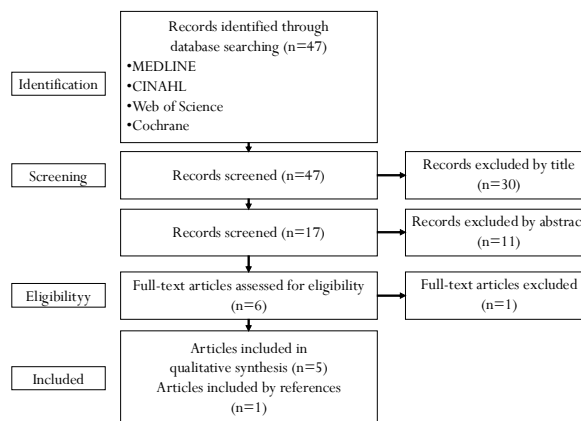 Records identified through
database searching (n=47)
•MEDLINE
•CINAHL
•Web of Science
•Cochrane
Identification
Screening
Records screened (n=47)
Records excluded by title
(n=30)
Records screened (n=17)
Records excluded by abstrac
(n=11)
Eligibilityy
Full-text articles assessed for eligibility
(n=6)
Full-text articles excluded
(n=1)
Included
Articles included in
qualitative synthesis (n=5)
Articles included by references
(n=1)